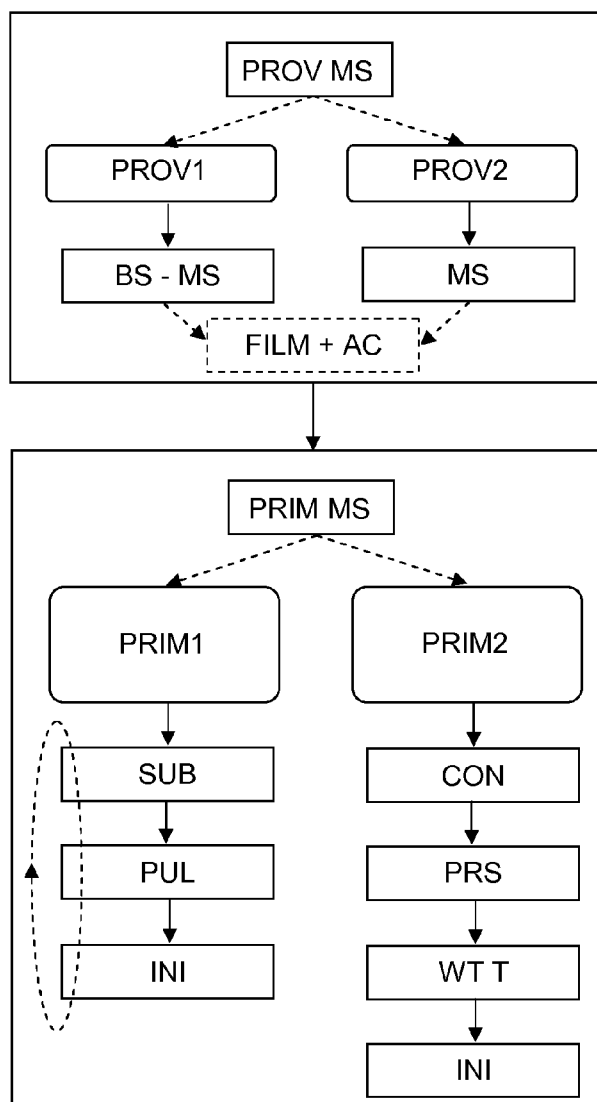 PROV MS
PROV1 PROV2
BS - MS MS
FILM + AC
PRIM MS
PRIM1 PRIM2
SUB CON
PUL PRS
INI WT T
INI